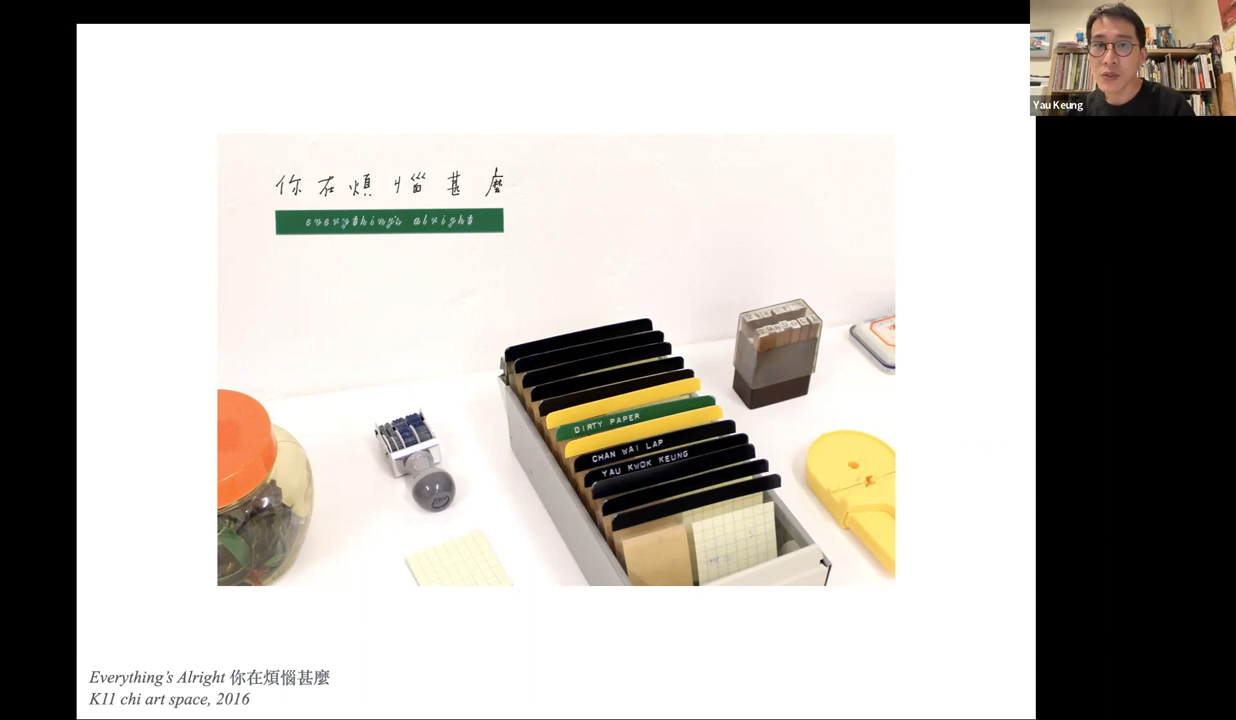 Yau Keung
你在煩惱甚麼
everything's alright
DIRTY PAPER
CHAN WAI LAP
YAU KWOK KEUNG
Everything's Alright 你在煩惱甚麼
K11 chi art space, 2016